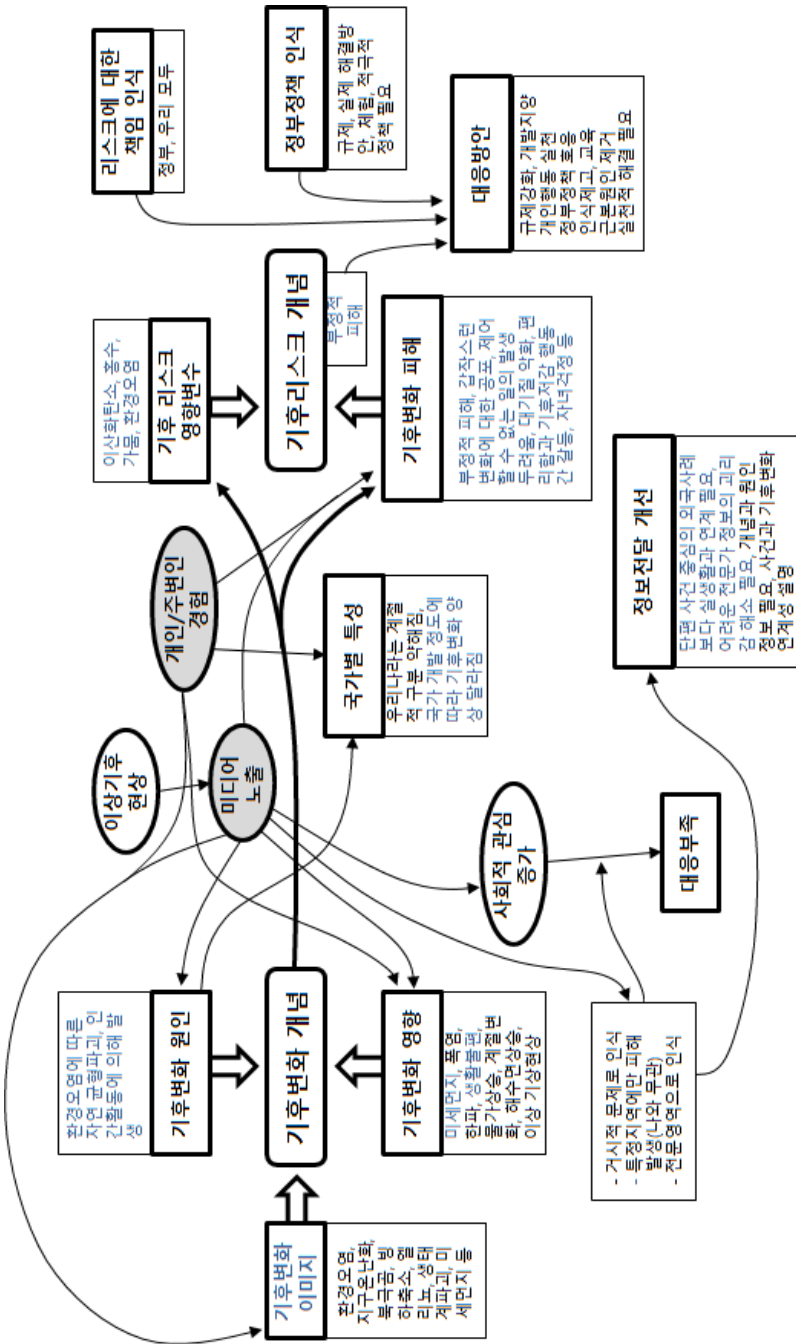 기후변화
이미지
환경오염,
지구온난화,
북극곰, 빙
하축소, 엘
리뇨, 생태
계파괴, 미
세먼지 등
환경오염에 따른
자연 균형파괴, 인
간활동에 의해 발
생
기후변화 원인
기후변화 개념
기후변화 영향
미세먼지, 폭염,
한파, 생활불편,
물가상승, 계절변
화, 해수면상승,
이상 기상현상
- 거시적 문제로 인식
- 특정지역에만 피해
발생(나와 무관)
- 전문영역으로 인식
이상기후
현상
미디어
노출
개인/주변인
경험
사회적 관심
증가
대응부족
국가별 특성
우리나라는 계절
적 구분 약해짐,
국가 개발 정도에
따라 기후변화 양
상 달라짐
정보전달 개선
단편 사건 중심의 외국사례
보다 실생활과 연계 필요,
어려운 전문가 정보의 괴리
감 해소 필요, 개념과 원인
정보 필요, 사건과 기후변화
연계성 설명
이산화탄소, 홍수,
가뭄, 환경오염
기후 리스크
영향변수
기후리스크 개념
부정적
피해
기후변화 피해
부정적 피해, 갑작스런
변화에 대한 공포, 제어
할 수 없는 일의 발생
두려움, 대기질 악화, 편
리함과 기후저감 행동
간 갈등, 자녀걱정 등
리스크에 대한
책임 인식
정부, 우리 모두
정부정책 인식
규제, 실제 해결방
안, 체험, 적극적
정책 필요
대응방안
규제강화, 개발지양
개인행동 실천
정부정책 호응
인식제고, 교육
근본원인 제거
실천적 해결 필요